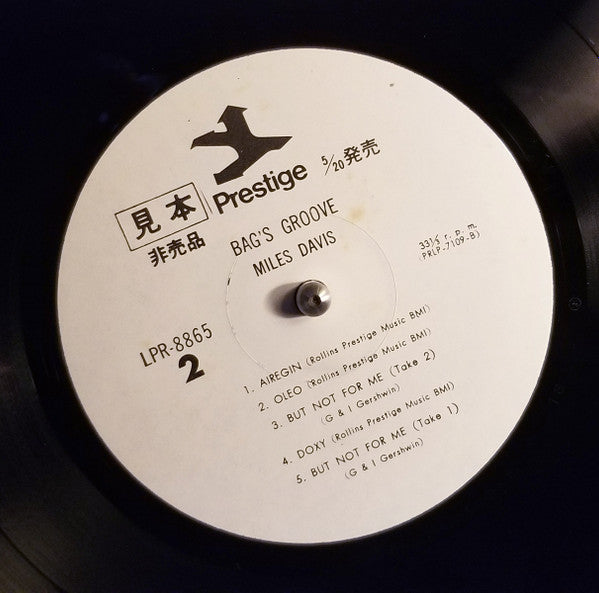 Prestige
5/20発売
見本
非売品
BAG'S GROOVE
MILES DAVIS
33⅓ r. p. m.
(PRLP-7109-B)
LPR-8865
2
1. AIREGIN (Rollins Prestige Music BMI)
2. OLEO (Rollins Prestige Music BMI)
3. BUT NOT FOR ME (Take 2)
(G & I Gershwin)
4. DOXY (Rollins Prestige Music BMI)
5. BUT NOT FOR ME (Take 1)
(G & I Gershwin)